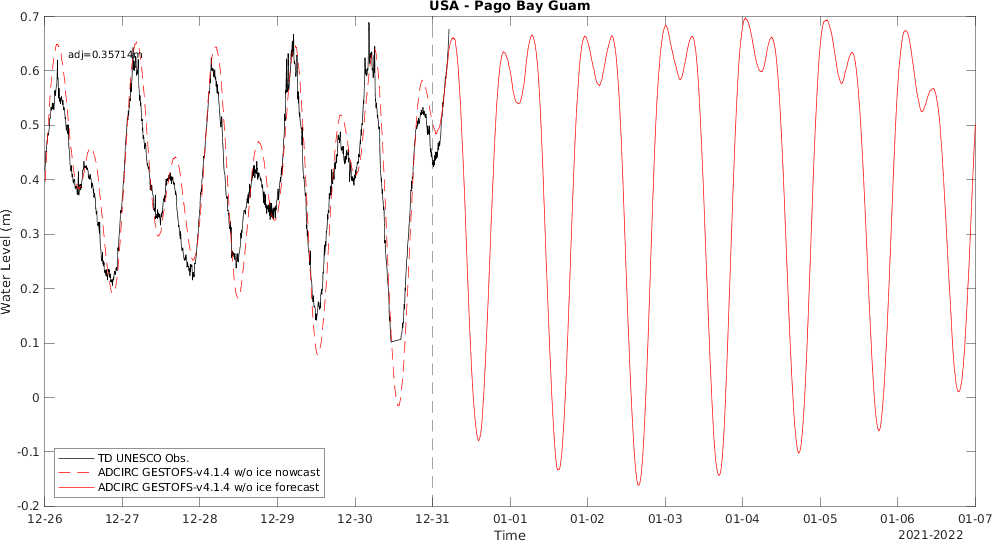 USA - Pago Bay Guam
adj=0.35714m
0.7
0.6
0.5
0.4
0.3
0.2
0.1
0
-0.1
-0.2
Water Level (m)
TD UNESCO Obs.
ADCIRC GESTOFS-v4.1.4 w/o ice nowcast
ADCIRC GESTOFS-v4.1.4 w/o ice forecast
12-26 12-27 12-28 12-29 12-30 12-31 01-01 01-02 01-03 01-04 01-05 01-06 01-07
Time
2021-2022